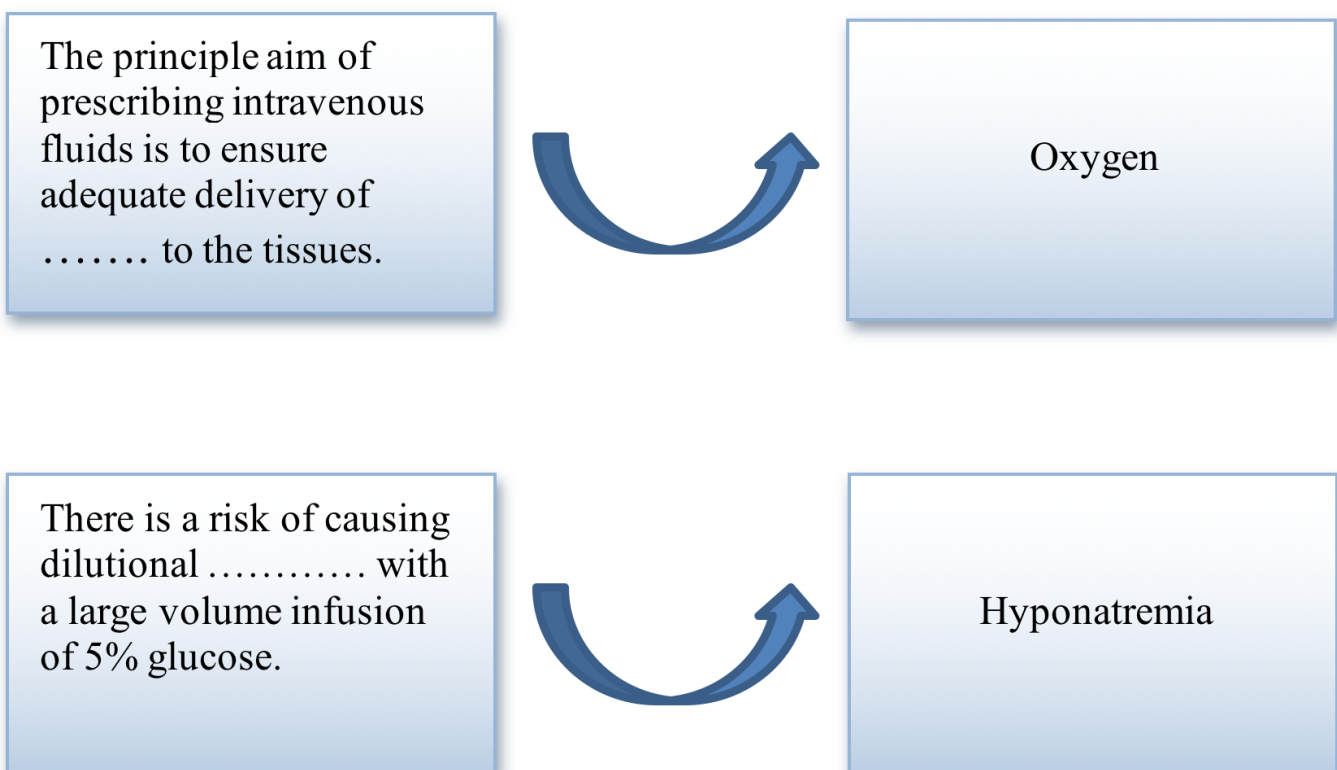 The principle aim of
prescribing intravenous
fluids is to ensure
adequate delivery of
....... to the tissues.
Oxygen
There is a risk of causing
dilutional ............ with
a large volume infusion
of 5% glucose.
Hyponatremia